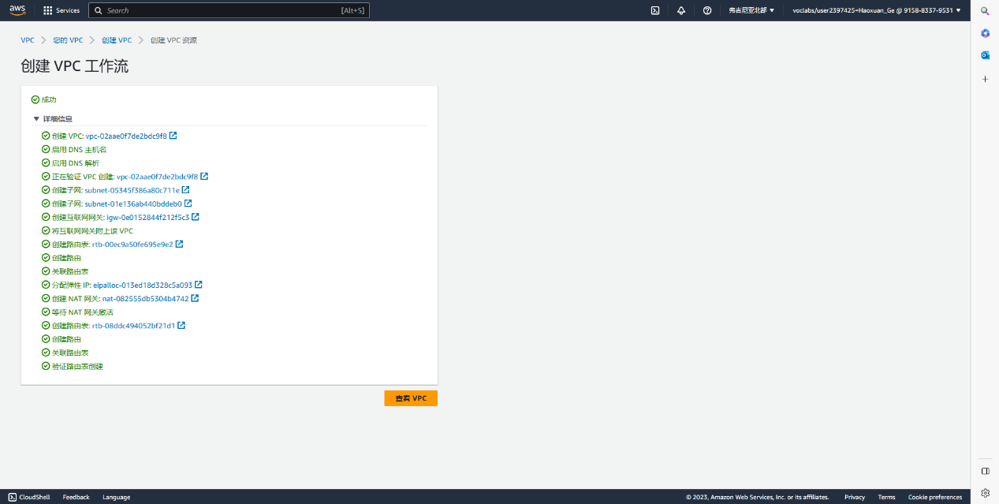 aws Services Search [Alt+S] 弗吉尼亚北部 voclabs/user2397425=Haoxuan_Ge @ 9158-8337-9531
VPC 您的 VPC 创建 VPC 创建 VPC 资源
创建 VPC 工作流
成功
详细信息
创建 VPC: vpc-02aae0f7de2bdc9f8
启用 DNS 主机名
启用 DNS 解析
正在验证 VPC 创建: vpc-02aae0f7de2bdc9f8
创建子网: subnet-05345f386a80c711e
创建子网: subnet-01e136ab440bddeb0
创建互联网网关: igw-0e0152844f212f5c3
将互联网网关附上该 VPC
创建路由表: rtb-00ec9a50fe695e9e2
创建路由
关联路由表
分配弹性 IP: eipalloc-013ed18d328c5a093
创建 NAT 网关: nat-082555db5304b4742
等待 NAT 网关激活
创建路由表: rtb-08ddc494052bf21d1
创建路由
关联路由表
验证路由表创建
查看 VPC
CloudShell Feedback Language © 2023, Amazon Web Services, Inc. or its affiliates. Privacy Terms Cookie preferences